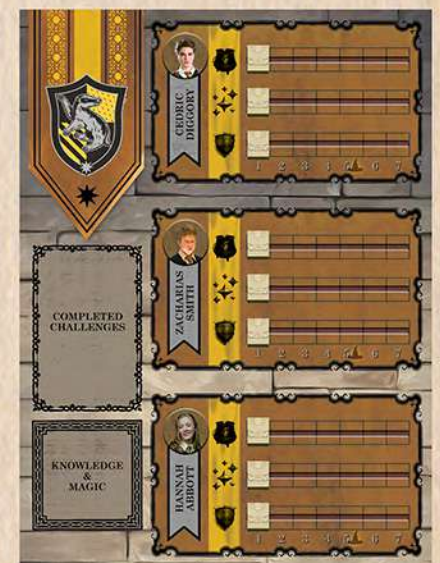 CEDRIC
DIGGORY
1 2 3 4 5 6 7
ZACHARIAS
SMITH
1 2 3 4 5 6 7
COMPLETED
CHALLENGES
HANNAH
ABBOTT
1 2 3 4 5 6 7
KNOWLEDGE
&
MAGIC